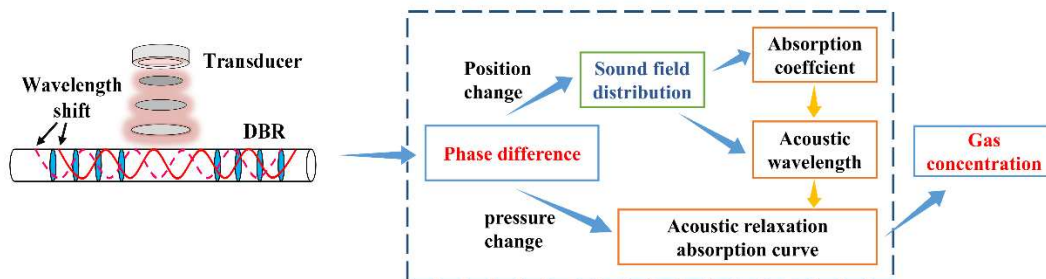 Transducer
Wavelength
shift
DBR
Position
change
Phase difference
pressure
change
Sound field
distribution
Absorption
coeffcient
Acoustic
wavelength
Acoustic relaxation
absorption curve
Gas
concentration